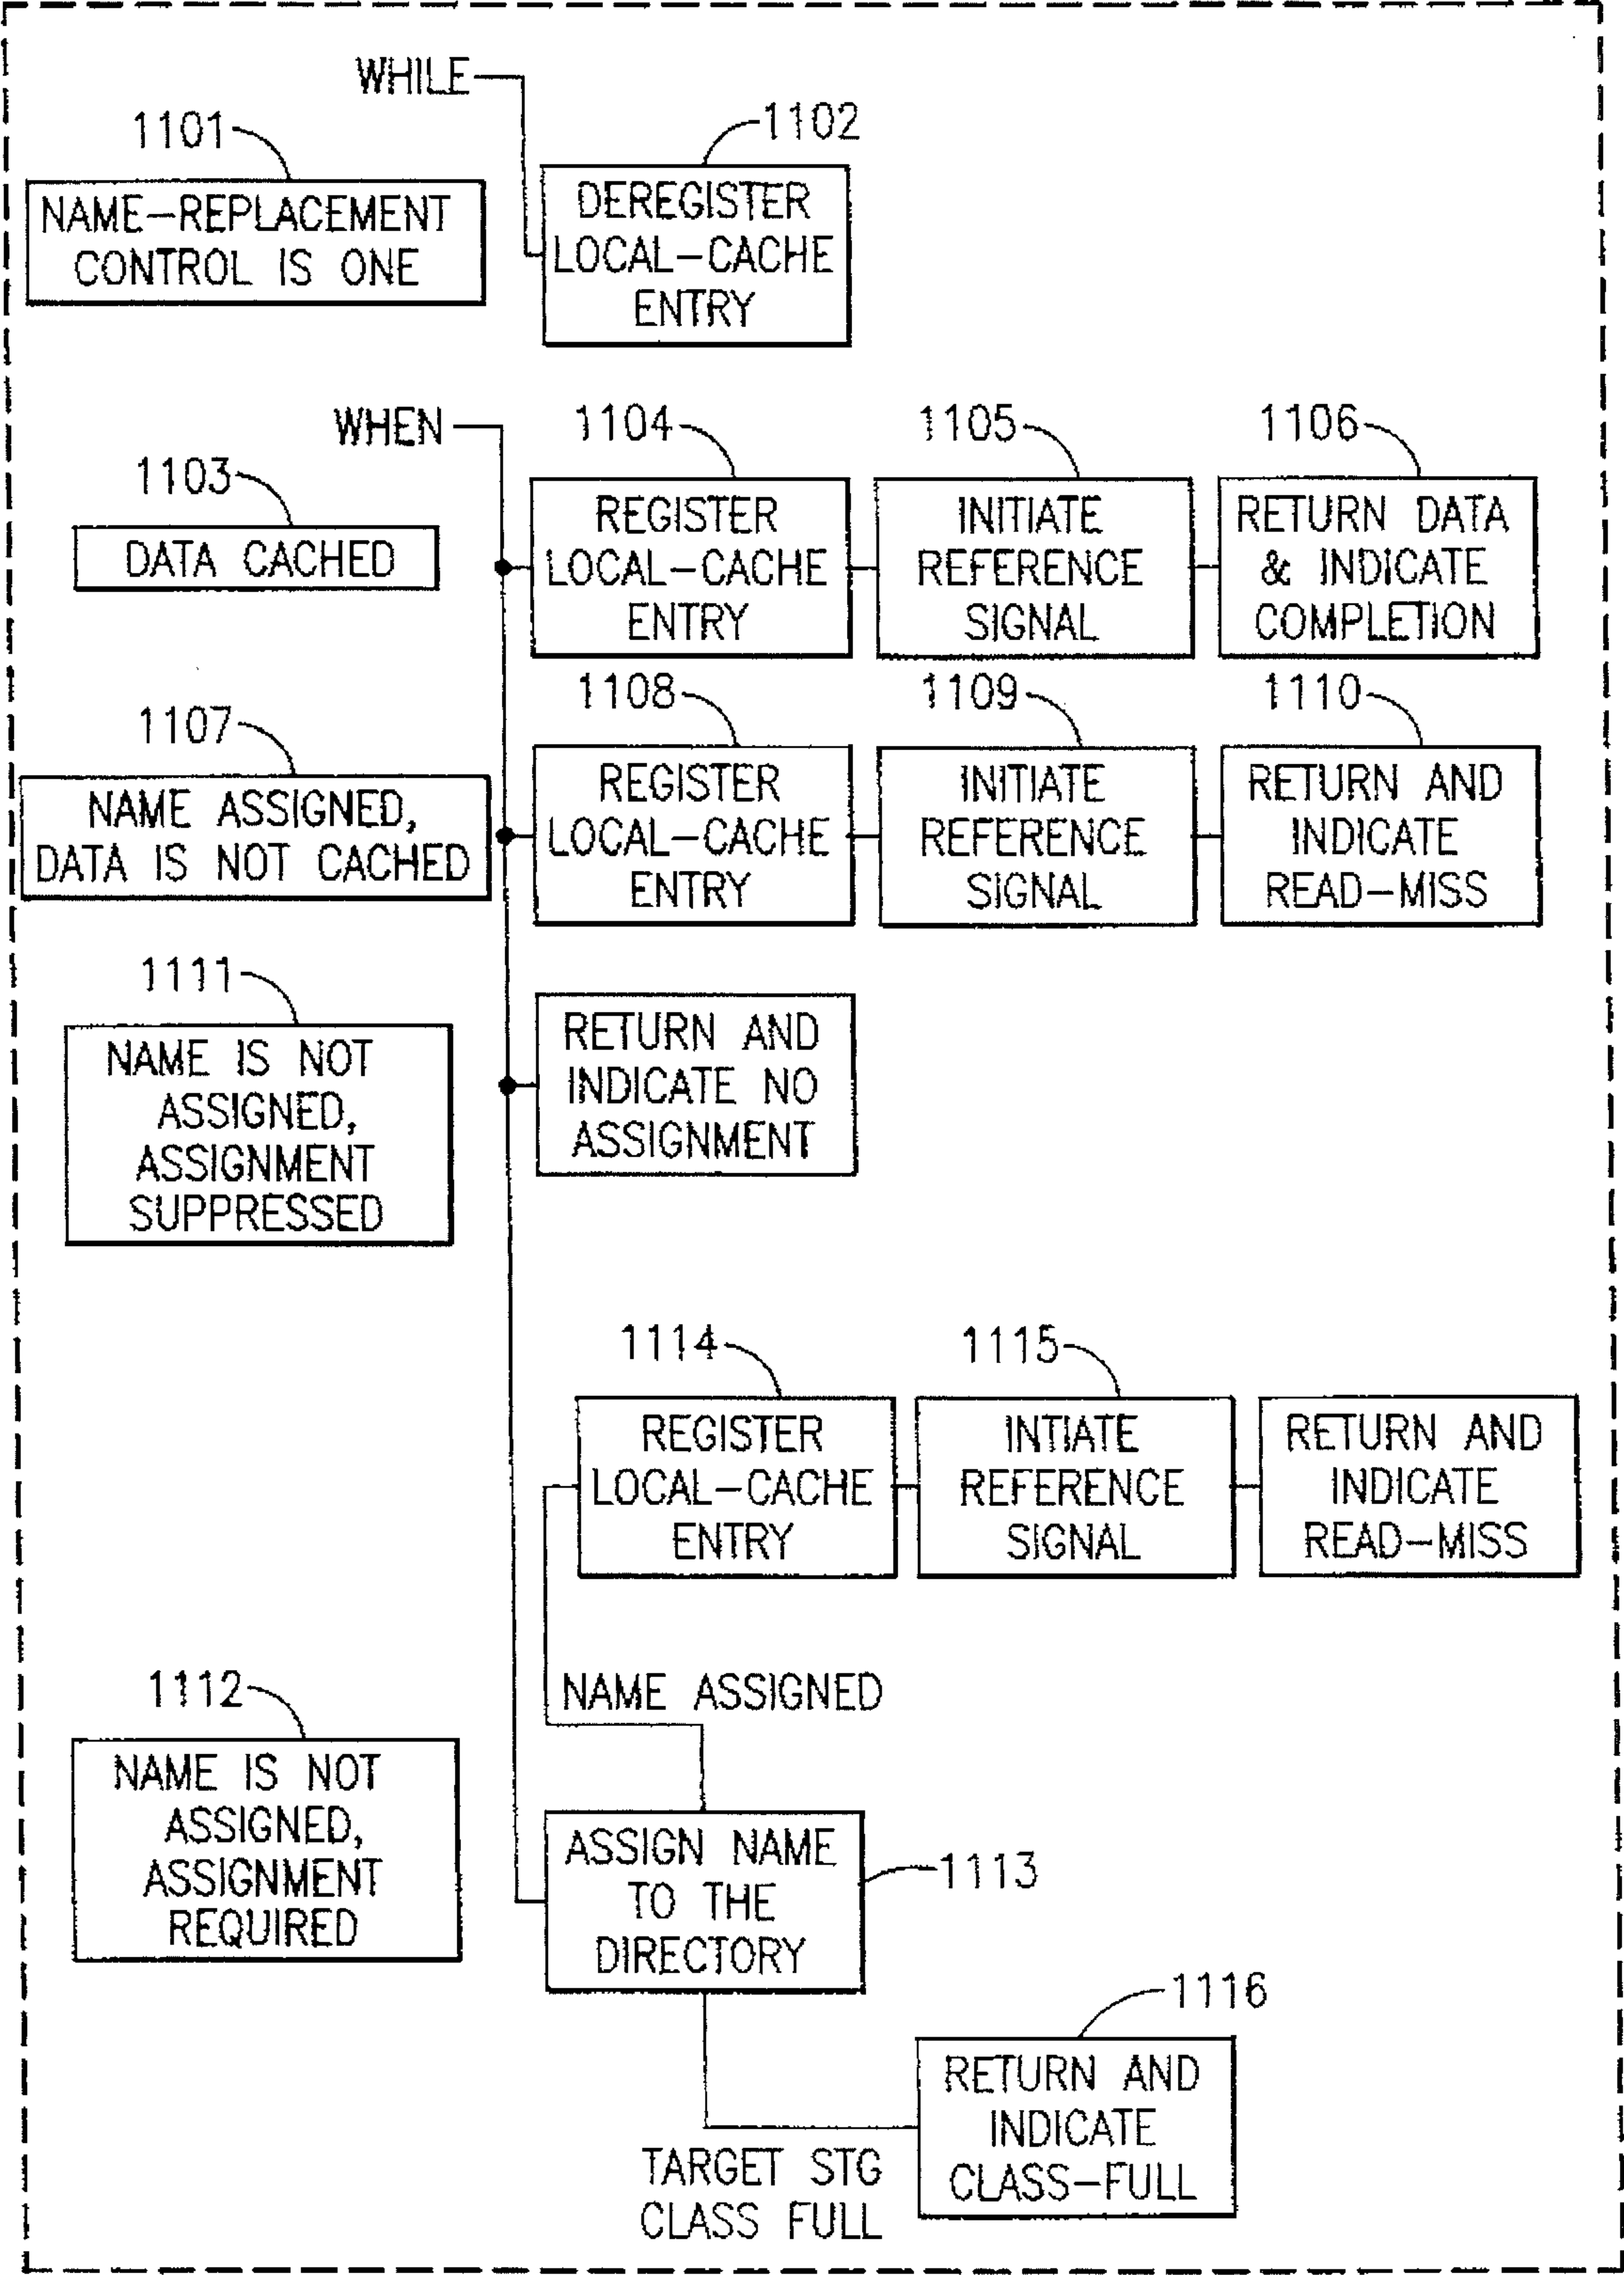 WHILE
1101
1102
NAME-REPLACEMENT
CONTROL IS ONE
DEREGISTER
LOCAL-CACHE
ENTRY
WHEN
1103
1104
1105
1106
DATA CACHED
REGISTER
LOCAL-CACHE
ENTRY
INITIATE
REFERENCE
SIGNAL
RETURN DATA
& INDICATE
COMPLETION
1107
1108
1109
1110
NAME ASSIGNED,
DATA IS NOT CACHED
REGISTER
LOCAL-CACHE
ENTRY
INITIATE
REFERENCE
SIGNAL
RETURN AND
INDICATE
READ-MISS
1111
NAME IS NOT
ASSIGNED,
ASSIGNMENT
SUPPRESSED
RETURN AND
INDICATE NO
ASSIGNMENT
1114
1115
REGISTER
LOCAL-CACHE
ENTRY
INTIATE
REFERENCE
SIGNAL
RETURN AND
INDICATE
READ-MISS
NAME ASSIGNED
1112
NAME IS NOT
ASSIGNED,
ASSIGNMENT
REQUIRED
ASSIGN NAME
TO THE
DIRECTORY
1113
1116
RETURN AND
INDICATE
CLASS-FULL
TARGET STG
CLASS FULL